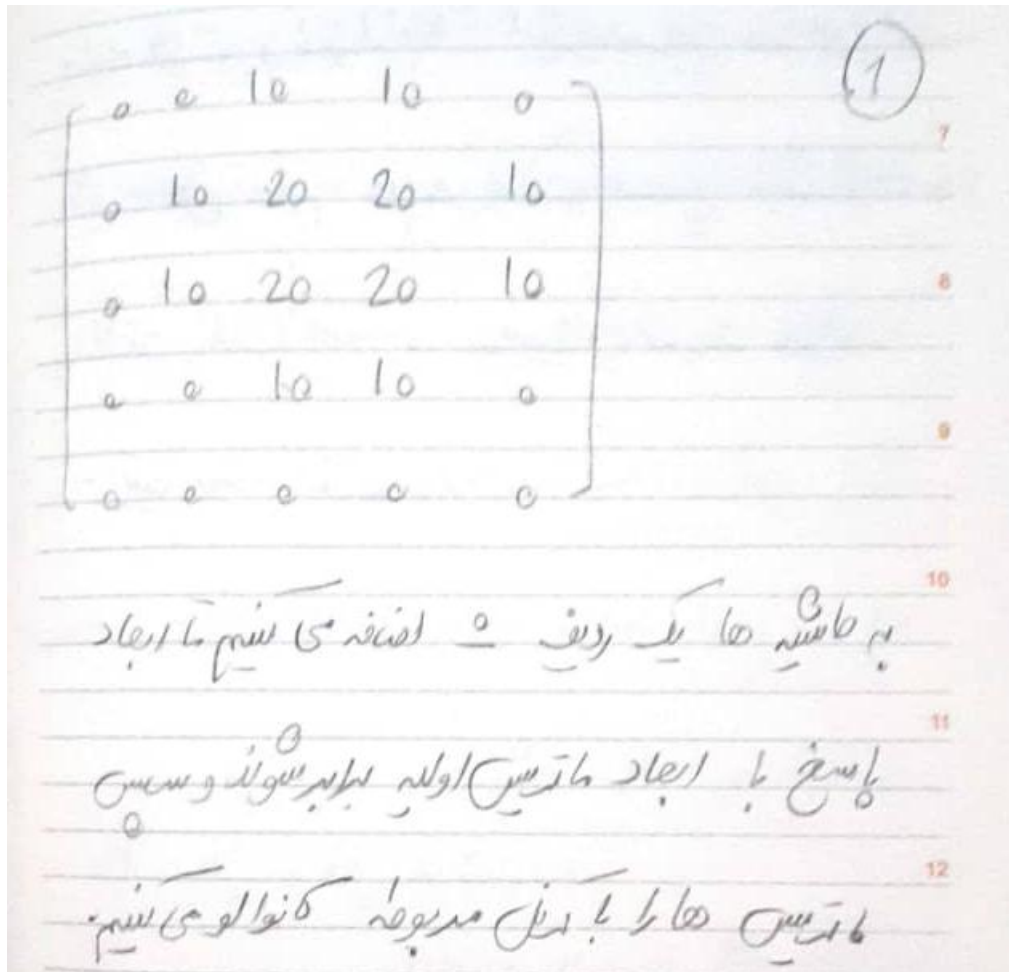 1
0 0 10 10 0
7
0 10 20 20 10
0 10 20 20 10
8
0 0 10 10 0
9
0 0 0 0 0
10
به حاشیه ها یک ردیف 0 اضافه می کنیم تا ابعاد
11
پاسخ با ابعاد ماتریس اولیه برابر شوند و سپس
12
ماتریس ها را با کرنل مربوطه کانوالو می کنیم.